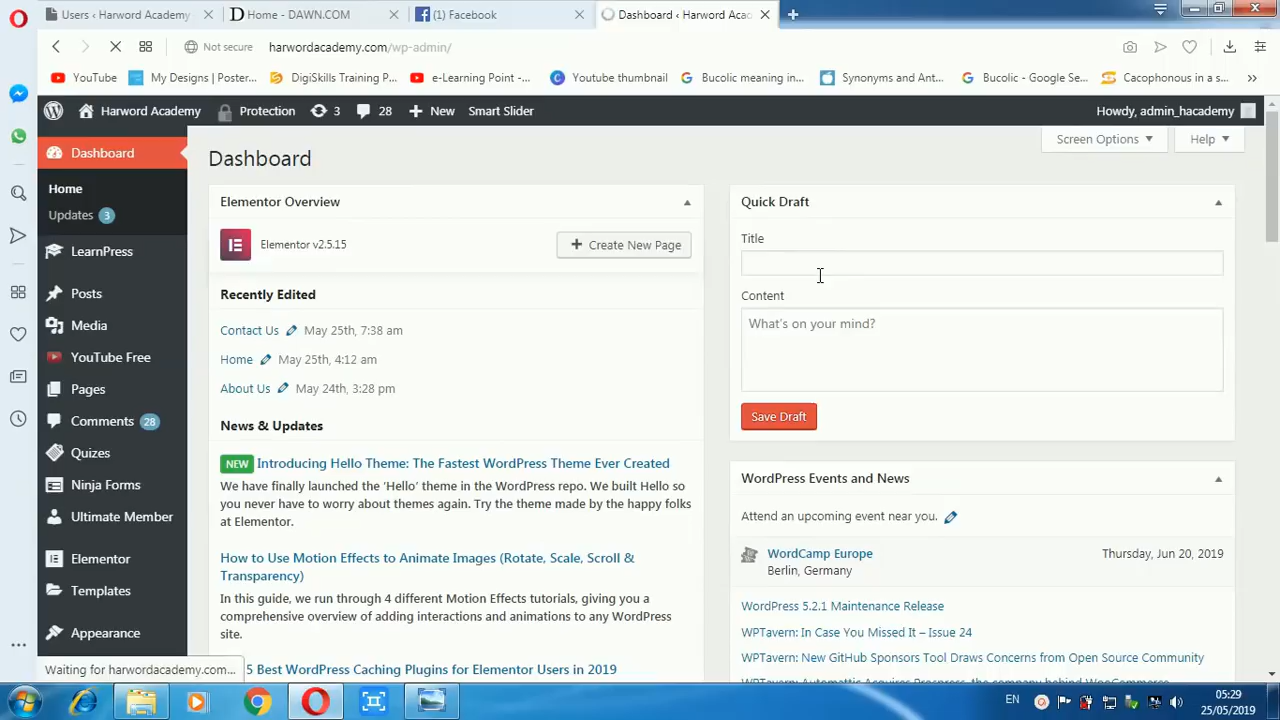 Users ‹ Harword Academy
Home - DAWN.COM
(1) Facebook
Dashboard ‹ Harword Aca
Not secure
harwordacademy.com/wp-admin/
YouTube
My Designs | Poster...
DigiSkills Training P...
e-Learning Point -...
Youtube thumbnail
Bucolic meaning in...
Synonyms and Ant...
Bucolic - Google Se...
Cacophonous in a s...
Harword Academy
Protection
3
28
New
Smart Slider
Howdy, admin_hacademy
Dashboard
Home
Updates 3
LearnPress
Posts
Media
YouTube Free
Pages
Comments 28
Quizes
Ninja Forms
Ultimate Member
Elementor
Templates
Appearance
Screen Options
Help
Dashboard
Elementor Overview
Elementor v2.5.15
Create New Page
Recently Edited
Contact Us May 25th, 7:38 am
Home May 25th, 4:12 am
About Us May 24th, 3:28 pm
News & Updates
NEW Introducing Hello Theme: The Fastest WordPress Theme Ever Created
We have finally launched the ‘Hello’ theme in the WordPress repo. We built Hello so
you never have to worry about themes again. Try the theme made by the happy folks
at Elementor.
How to Use Motion Effects to Animate Images (Rotate, Scale, Scroll &
Transparency)
In this guide, we run through 4 different Motion Effects tutorials, giving you a
comprehensive overview of adding interactions and animations to any WordPress
site.
5 Best WordPress Caching Plugins for Elementor Users in 2019
Quick Draft
Title
Content
What's on your mind?
Save Draft
WordPress Events and News
Attend an upcoming event near you.
WordCamp Europe
Thursday, Jun 20, 2019
Berlin, Germany
WordPress 5.2.1 Maintenance Release
WPTavern: In Case You Missed It – Issue 24
WPTavern: New GitHub Sponsors Tool Draws Concerns from Open Source Community
WPTavern: Automattic Acquires Prospress, the company behind WooCommerce
Waiting for harwordacademy.com...
EN
05:29
25/05/2019